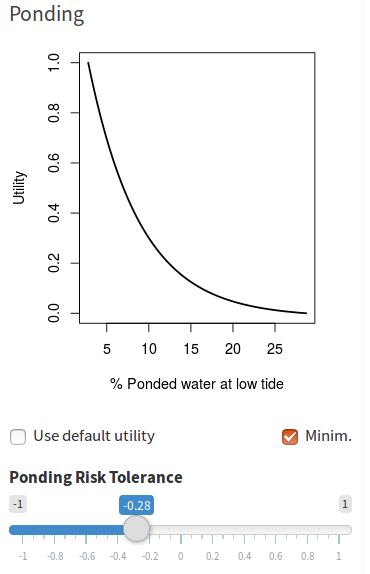 Ponding
1.0
0.8
0.6
0.4
0.2
0.0
Utility
5 10 15 20 25
% Ponded water at low tide
Use default utility Minim.
Ponding Risk Tolerance
-1 -0.28 1
-1 -0.8 -0.6 -0.4 -0.2 0 0.2 0.4 0.6 0.8 1